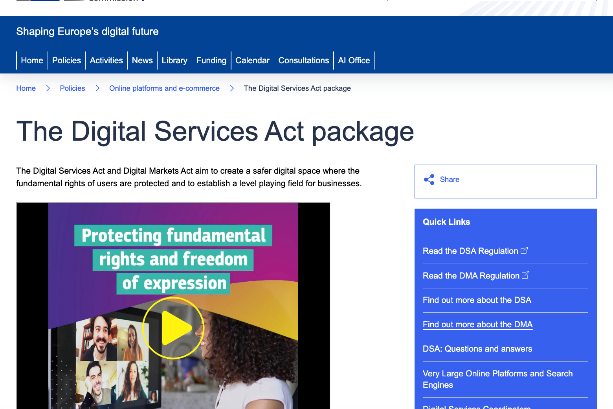 Shaping Europe's digital future
Home Policies Activities News Library Funding Calendar Consultations AI Office
Home Policies Online platforms and e-commerce The Digital Services Act package
The Digital Services Act package
The Digital Services Act and Digital Markets Act aim to create a safer digital space where the
fundamental rights of users are protected and to establish a level playing field for businesses.
Share
Protecting fundamental
rights and freedom
of expression
Quick Links
Read the DSA Regulation
Read the DMA Regulation
Find out more about the DSA
Find out more about the DMA
DSA: Questions and answers
Very Large Online Platforms and Search
Engines
Digital Services Coordinators